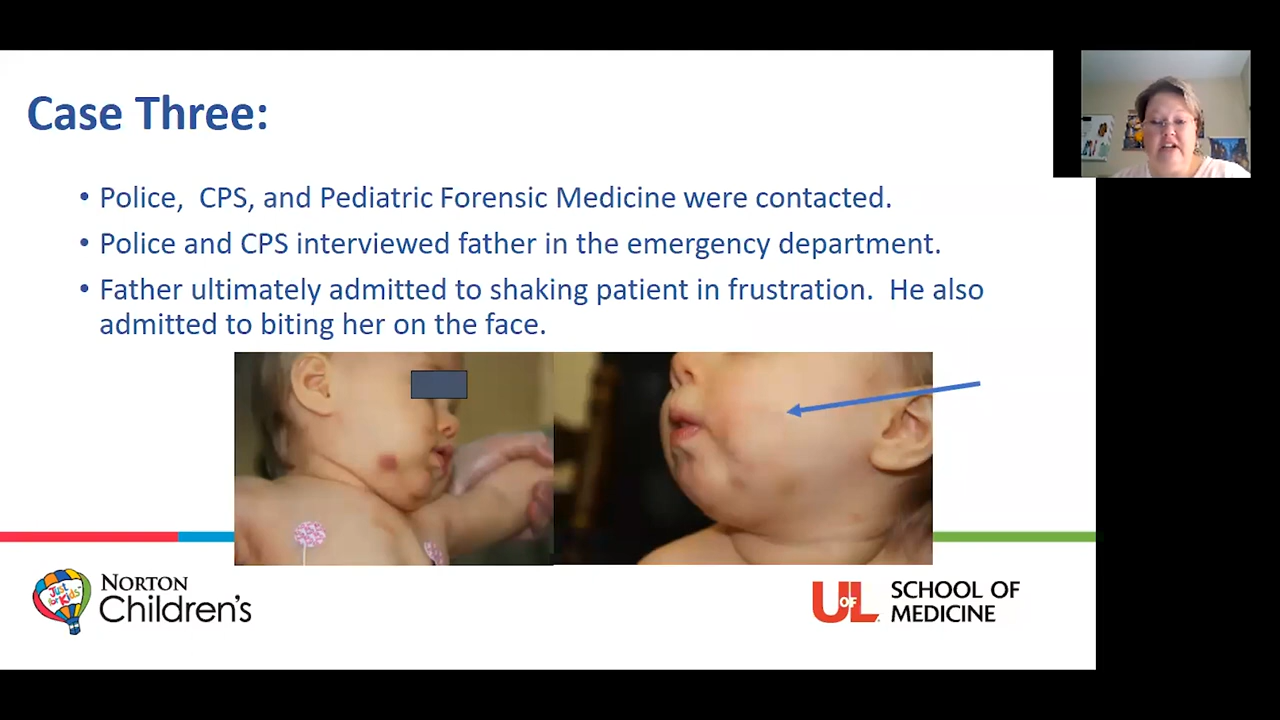 Case Three:
• Police,  CPS, and Pediatric Forensic Medicine were contacted.
• Police and CPS interviewed father in the emergency department.
• Father ultimately admitted to shaking patient in frustration.  He also
admitted to biting her on the face.
Just for Kids
NORTON
Children's
UofL
SCHOOL OF
MEDICINE